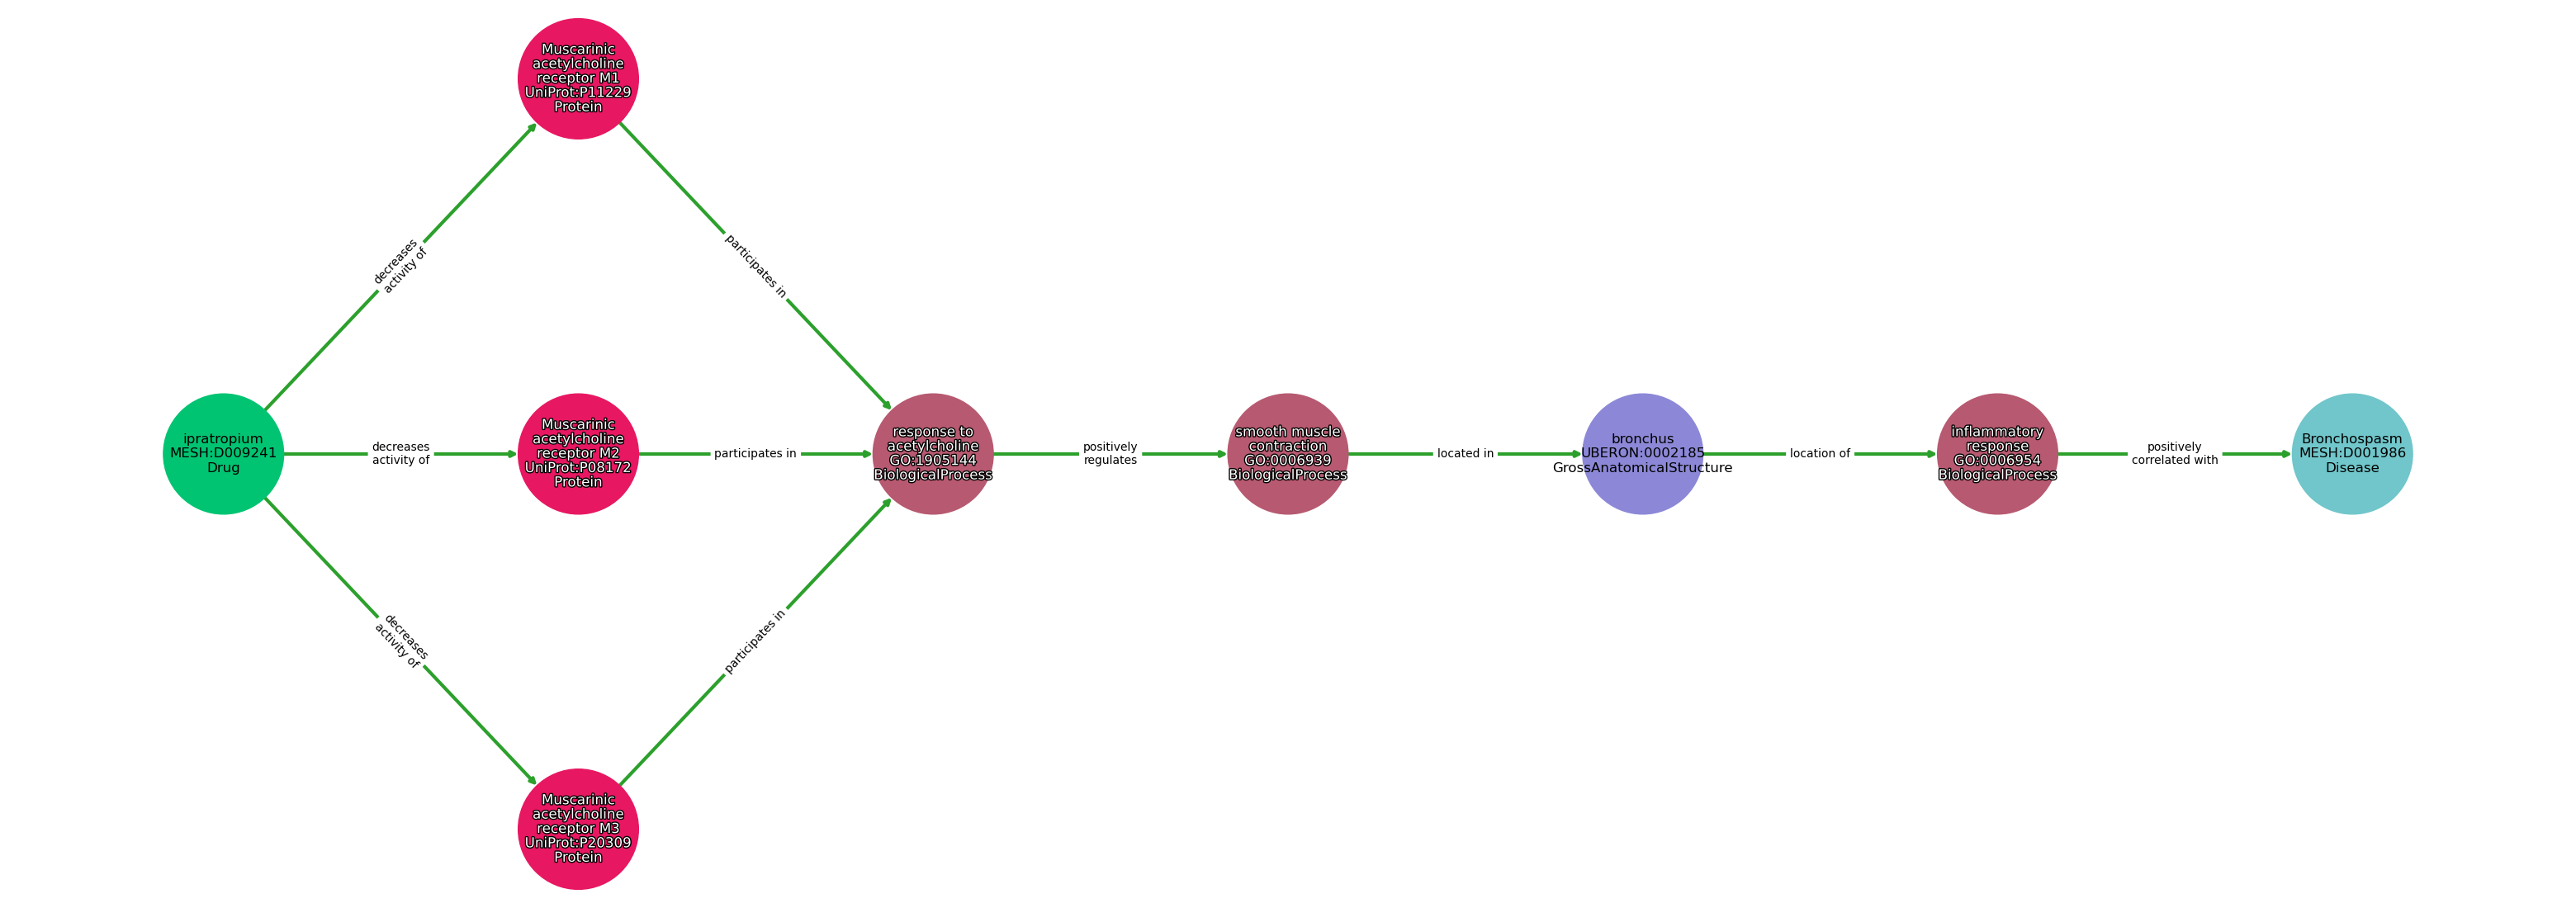 Muscarinic
acetylcholine
receptor M1
UniProt:P11229
Protein
decreases
activity of
participates in
ipratropium
MESH:D009241
Drug
decreases
activity of
Muscarinic
acetylcholine
receptor M2
UniProt:P08172
Protein
participates in
response to
acetylcholine
GO:1905144
BiologicalProcess
positively
regulates
smooth muscle
contraction
GO:0006939
BiologicalProcess
located in
bronchus
UBERON:0002185
GrossAnatomicalStructure
location of
inflammatory
response
GO:0006954
BiologicalProcess
positively
correlated with
Bronchospasm
MESH:D001986
Disease
decreases
activity of
participates in
Muscarinic
acetylcholine
receptor M3
UniProt:P20309
Protein